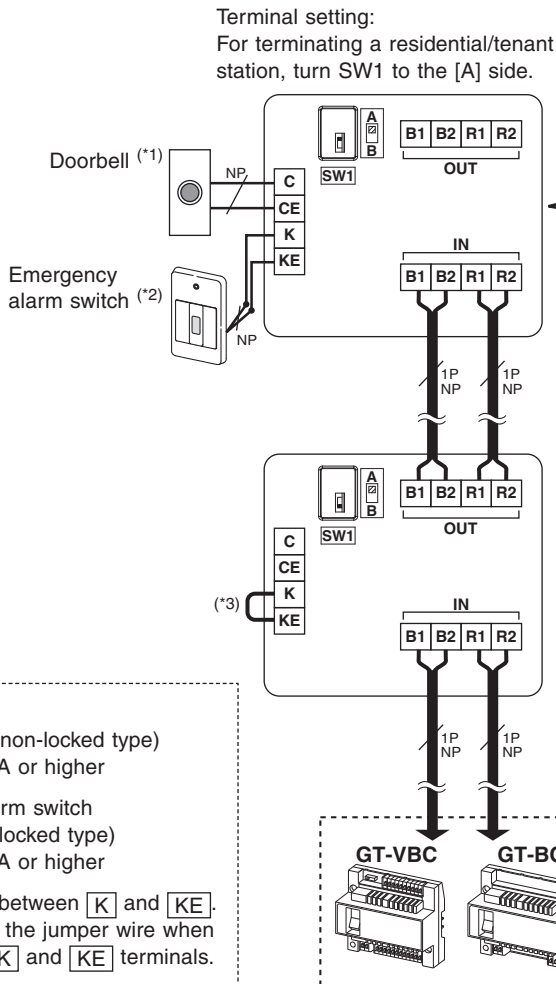 Terminal setting:
For terminating a residential/tenant
station, turn SW1 to the [A] side.
A
B
SW1
B1 B2 R1 R2
OUT
Doorbell (*1)
NP
C
CE
K
KE
IN
B1 B2 R1 R2
Emergency
alarm switch (*2)
NP
1P
NP
1P
NP
A
B
SW1
B1 B2 R1 R2
OUT
C
CE
K
KE
(*3)
IN
B1 B2 R1 R2
non-locked type)
A or higher
1P
NP
1P
NP
rm switch
locked type)
A or higher
between K and KE.
the jumper wire when
K and KE terminals.
GT-VBC
GT-BC